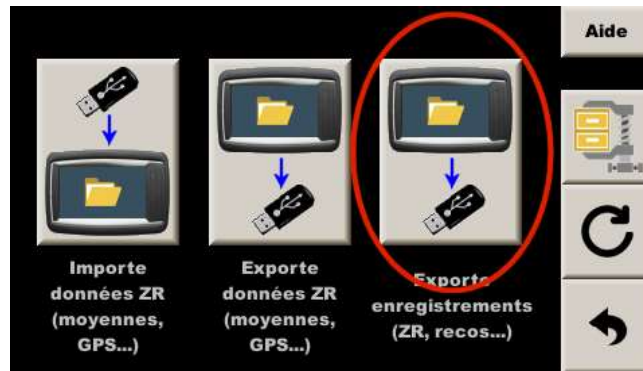 Aide
Importe
données ZR
(moyennes,
GPS...)
Exporte
données ZR
(moyennes,
GPS...)
Exporte
enregistrements
(ZR, recos...)